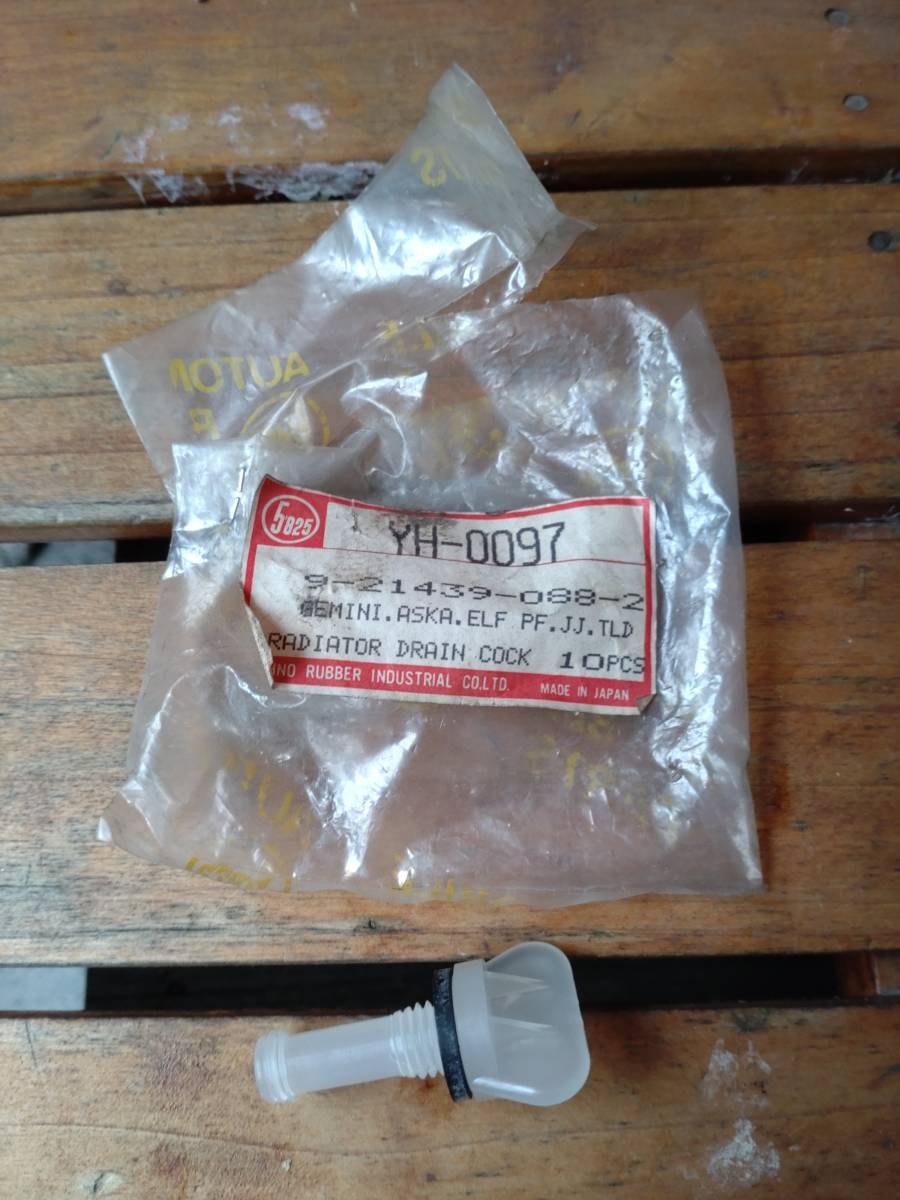 AUTOM
5825
YH-0097
9-21439-088-2
GEMINI.ASKA.ELF PF.JJ.TLD
RADIATOR DRAIN COCK 10PCS
RUBBER INDUSTRIAL CO.LTD. MADE IN JAPAN